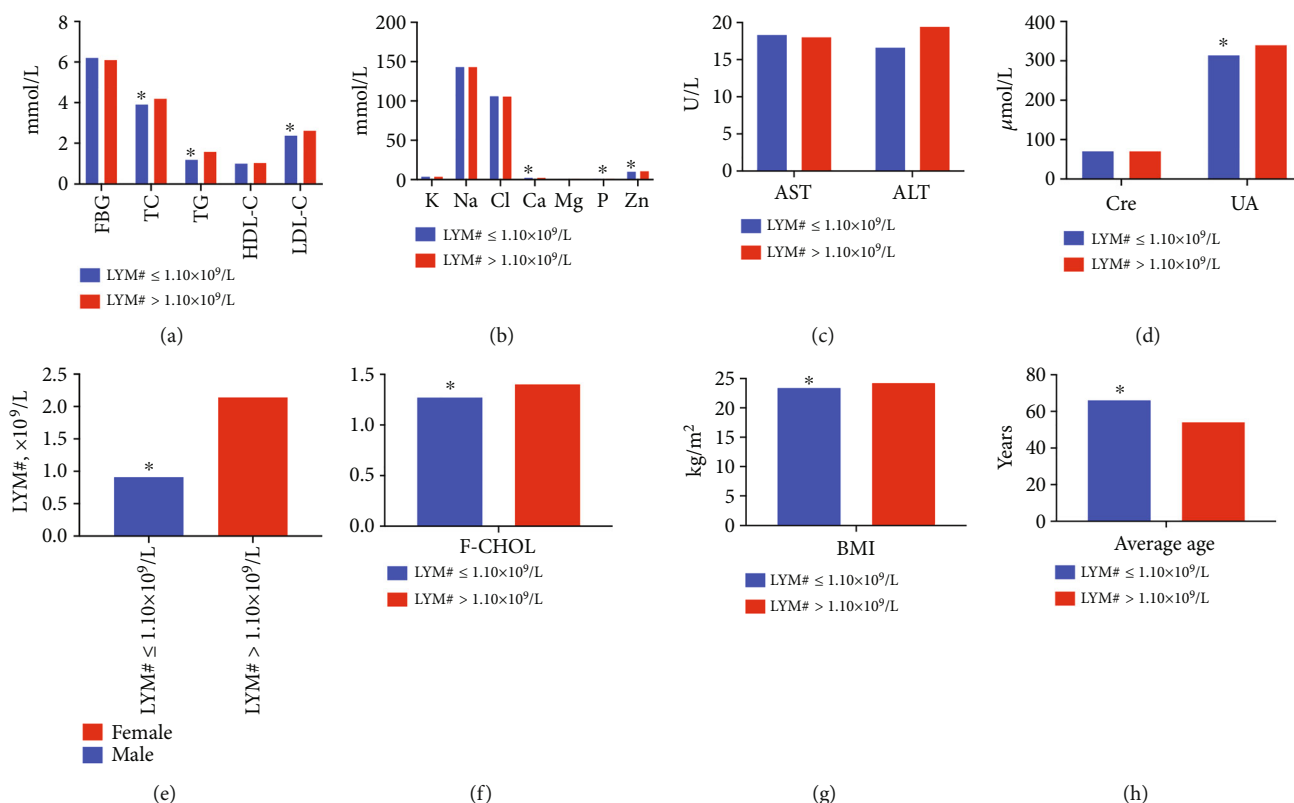 8
6
4
2
0
mmol/L
*
*
*
FBG
TC
TG
HDL-C
LDL-C
LYM# ≤ 1.10×10⁹/L
LYM# > 1.10×10⁹/L
(a)
200
150
100
50
0
mmol/L
*
*
*
K Na Cl Ca Mg P Zn
LYM# ≤ 1.10×10⁹/L
LYM# > 1.10×10⁹/L
(b)
20
15
10
5
0
U/L
AST ALT
LYM# ≤ 1.10×10⁹/L
LYM# > 1.10×10⁹/L
(c)
400
300
200
100
0
μmol/L
*
Cre UA
LYM# ≤ 1.10×10⁹/L
LYM# > 1.10×10⁹/L
(d)
2.5
2.0
1.5
1.0
0.5
0.0
LYM#, ×10⁹/L
*
LYM# ≤ 1.10×10⁹/L
LYM# > 1.10×10⁹/L
Female
Male
(e)
1.5
1.0
0.5
0.0
*
F-CHOL
LYM# ≤ 1.10×10⁹/L
LYM# > 1.10×10⁹/L
(f)
25
20
15
10
5
0
kg/m²
*
BMI
LYM# ≤ 1.10×10⁹/L
LYM# > 1.10×10⁹/L
(g)
80
60
40
20
0
Years
*
Average age
LYM# ≤ 1.10×10⁹/L
LYM# > 1.10×10⁹/L
(h)